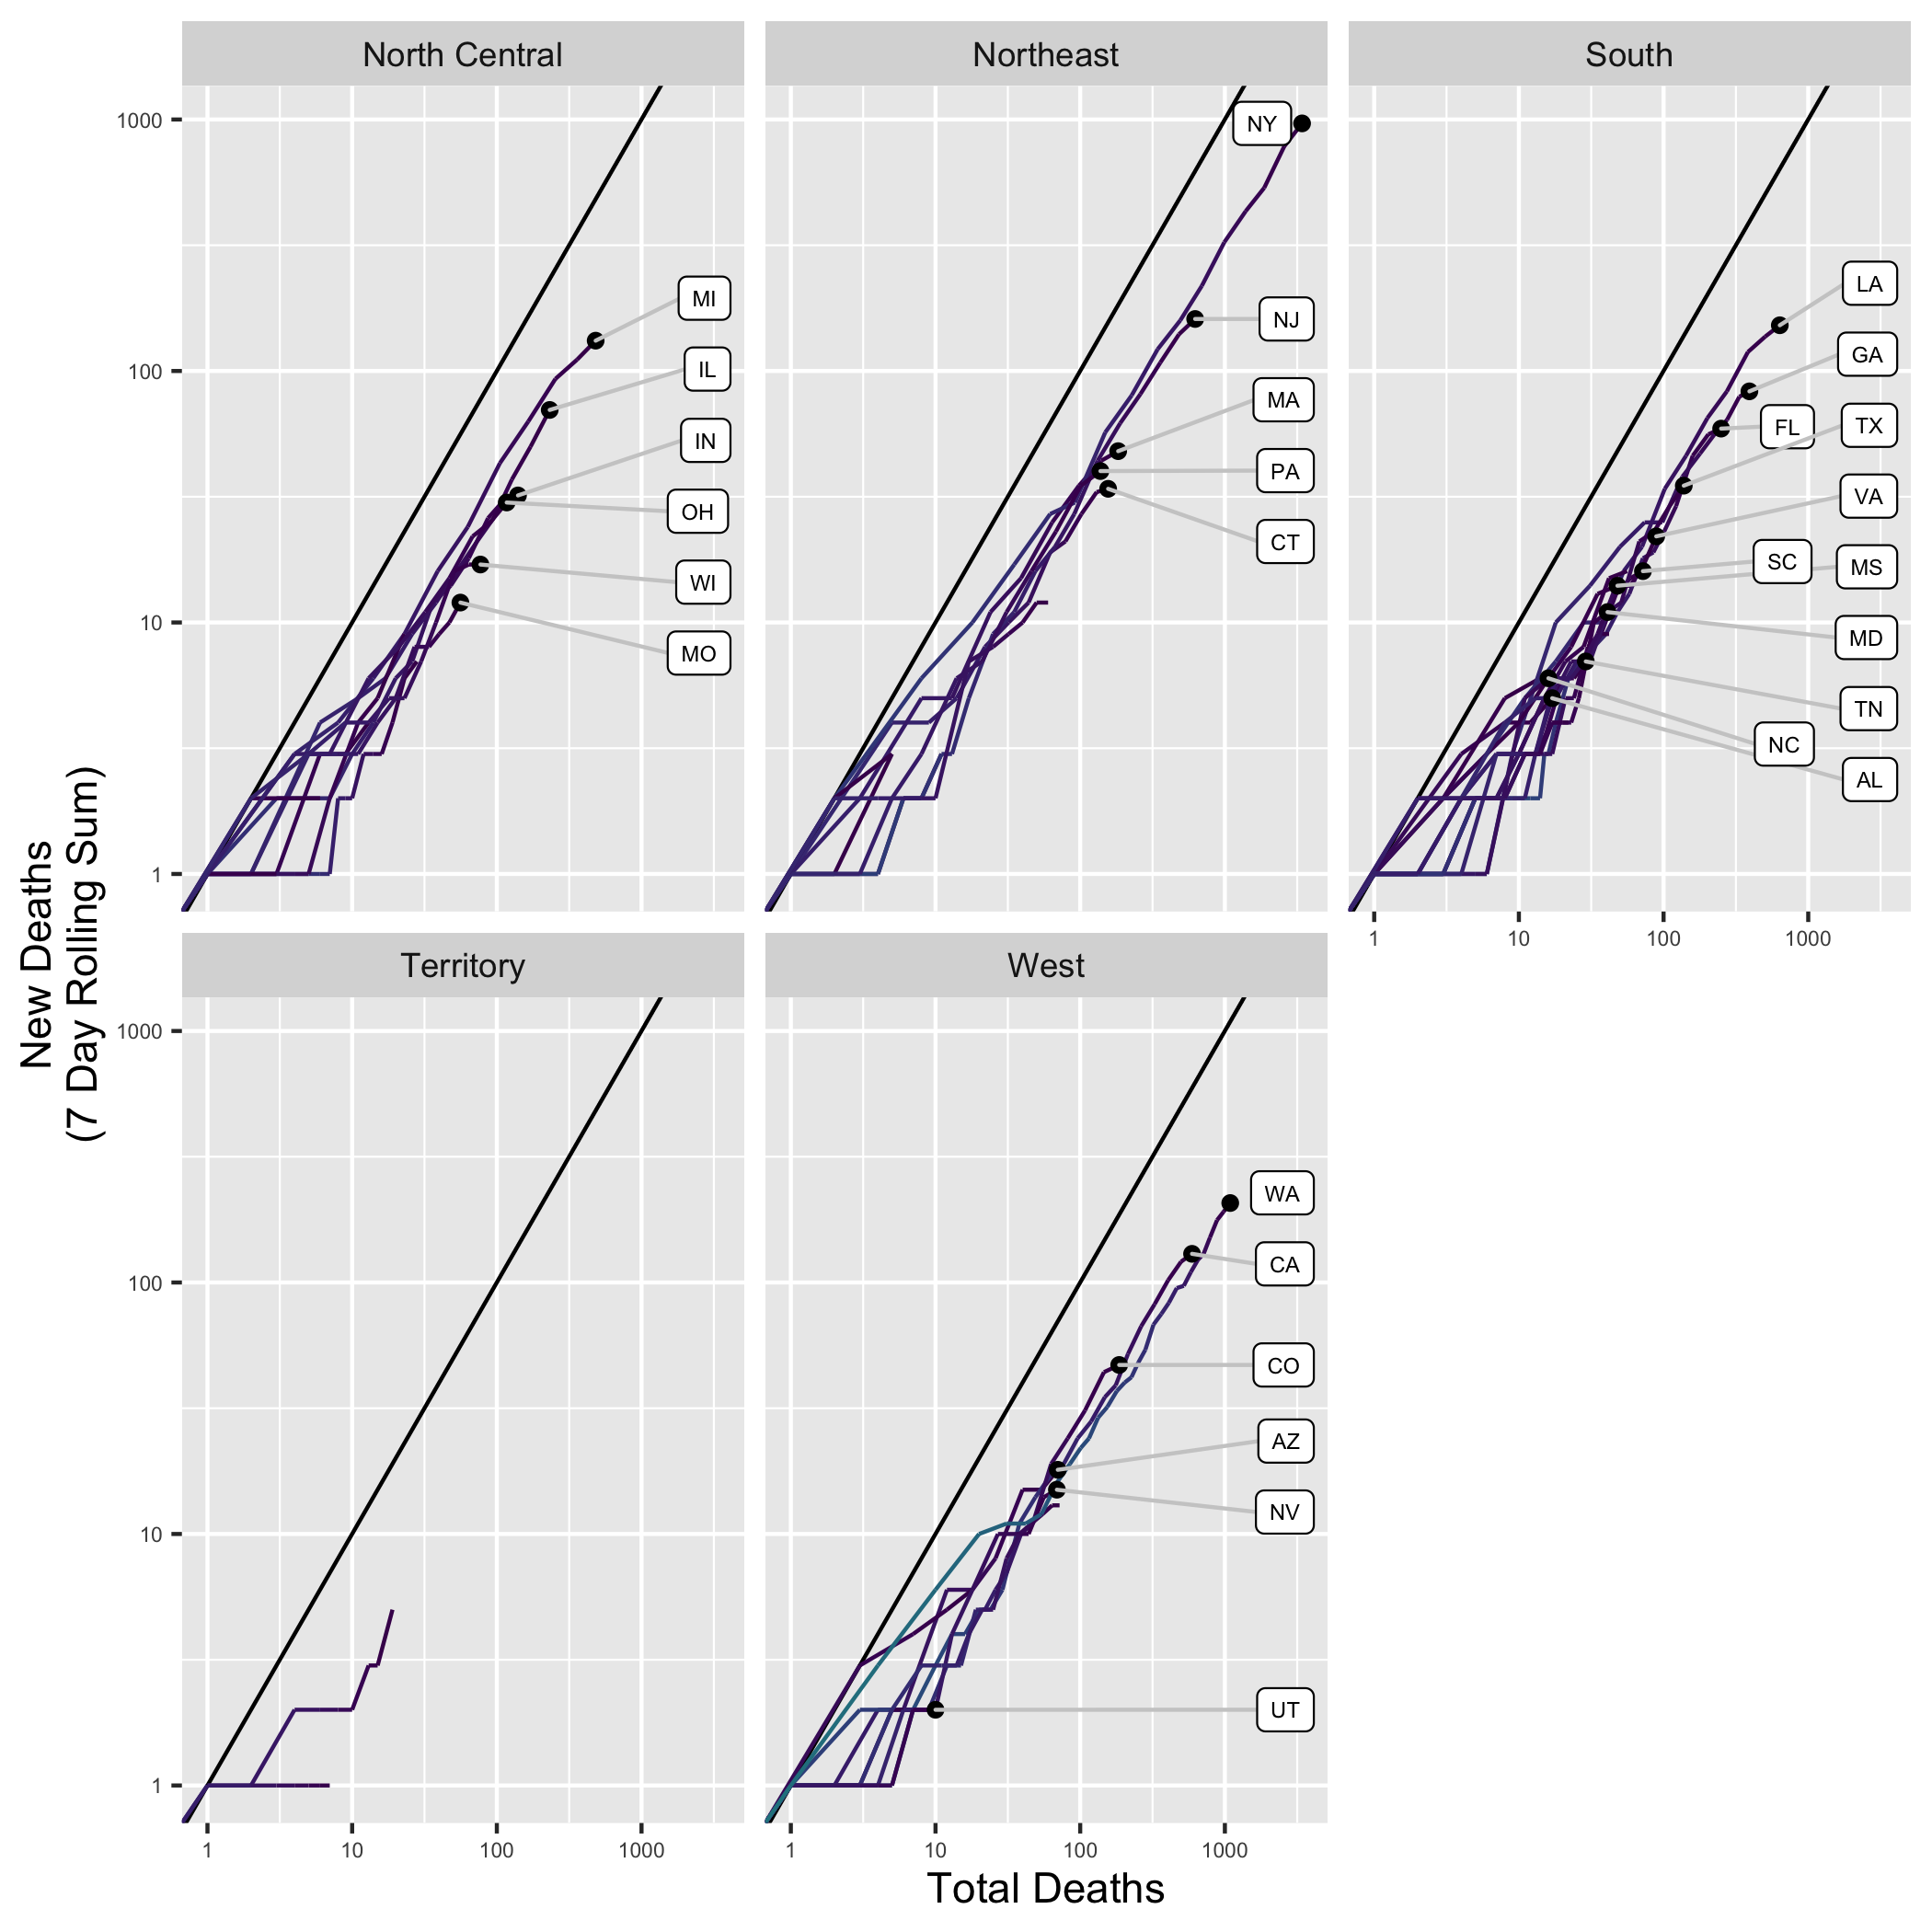 North Central
Northeast
South
1000
100
10
1
MI
IL
IN
OH
WI
MO
NY
NJ
MA
PA
CT
LA
GA
FL
TX
VA
SC
MS
MD
TN
NC
AL
1
10
100
1000
Territory
West
1000
100
10
1
WA
CA
CO
AZ
NV
UT
1
10
100
1000
1
10
100
1000
Total Deaths
New Deaths
(7 Day Rolling Sum)